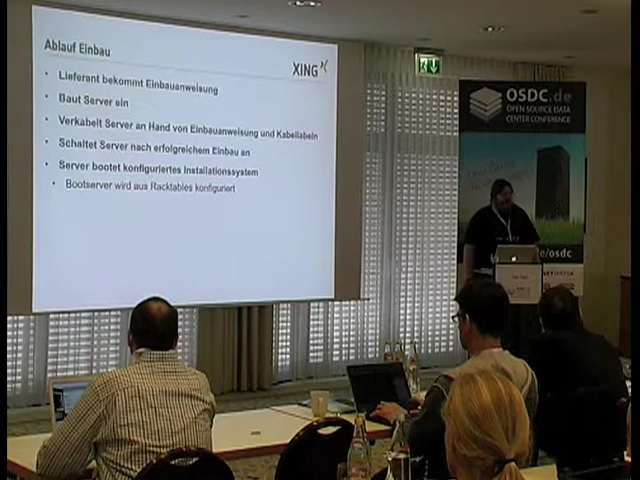 Ablauf Einbau
XING
Lieferant bekommt Einbauanweisung
Baut Server ein
Verkabelt Server an Hand von Einbauanweisung und Kabellabeln
Schaltet Server nach erfolgreichem Einbau an
Server bootet konfiguriertes Installationssystem
Bootserver wird aus Racktables konfiguriert
OSDC.de
OPEN SOURCE DATA
CENTER CONFERENCE
e/osdc